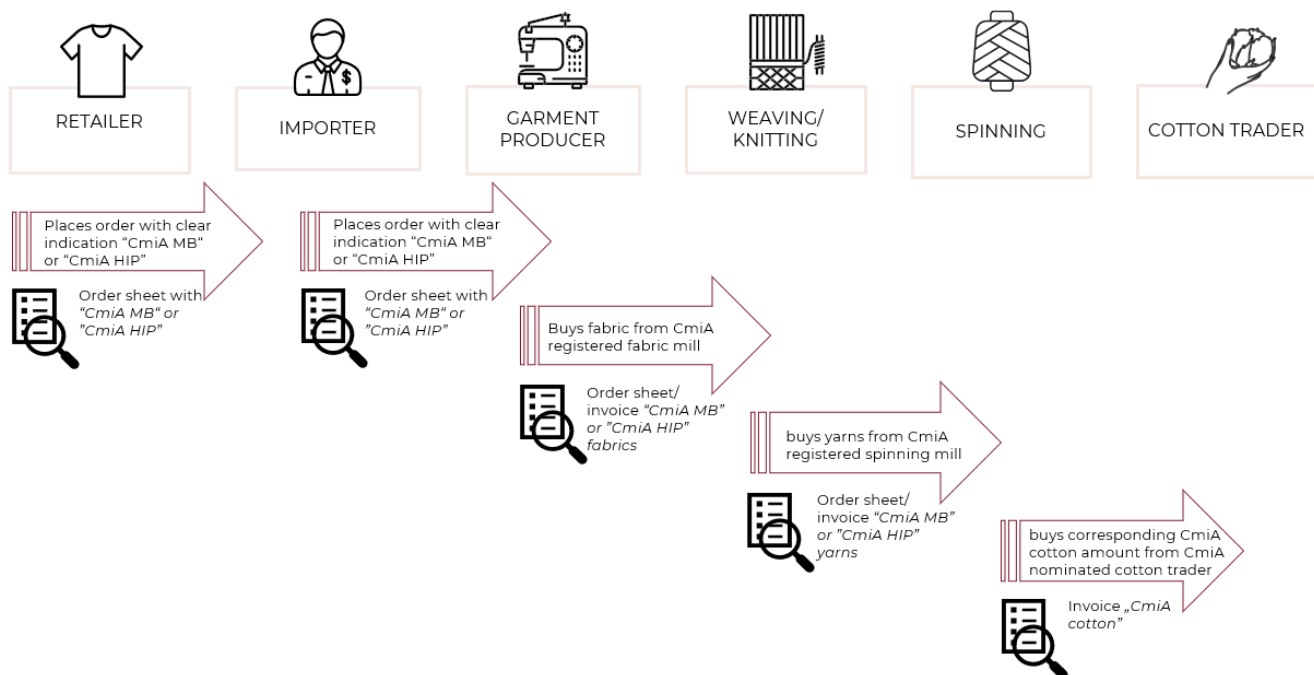 RETAILER
IMPORTER
GARMENT
PRODUCER
WEAVING/
KNITTING
SPINNING
COTTON TRADER
Places order with clear
indication “CmiA MB“
or “CmiA HIP”
Order sheet with
“CmiA MB“ or
”CmiA HIP”
Places order with clear
indication “CmiA MB“
or “CmiA HIP”
Order sheet with
“CmiA MB“ or
”CmiA HIP”
Buys fabric from CmiA
registered fabric mill
Order sheet/
invoice “CmiA MB”
or ”CmiA HIP”
fabrics
buys yarns from CmiA
registered spinning mill
Order sheet/
invoice “CmiA MB”
or ”CmiA HIP”
yarns
buys corresponding CmiA
cotton amount from CmiA
nominated cotton trader
Invoice „CmiA
cotton”